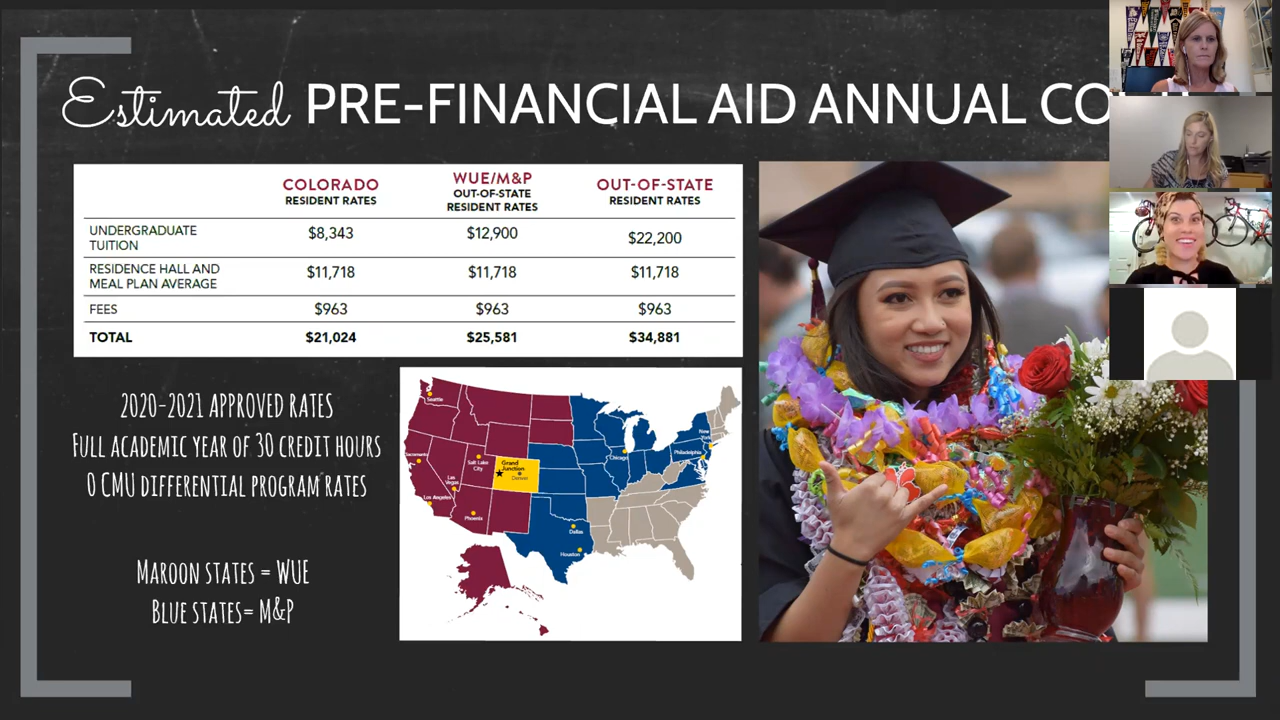 Estimated PRE-FINANCIAL AID ANNUAL CO
COLORADO
RESIDENT RATES
WUE/M&P
OUT-OF-STATE
RESIDENT RATES
OUT-OF-STATE
RESIDENT RATES
UNDERGRADUATE
TUITION
$8,343 $12,900 $22,200
RESIDENCE HALL AND
MEAL PLAN AVERAGE
$11,718 $11,718 $11,718
FEES $963 $963 $963
TOTAL $21,024 $25,581 $34,881
2020-2021 APPROVED RATES
FULL ACADEMIC YEAR OF 30 CREDIT HOURS
0 CMU DIFFERENTIAL PROGRAM RATES
MAROON STATES = WUE
BLUE STATES= M&P
Seattle
Sacramento
Salt Lake
City
Grand
Junction
Denver
Las
Vegas
Los Angeles
Phoenix
Dallas
Houston
Chicago
New
York
Philadelphia